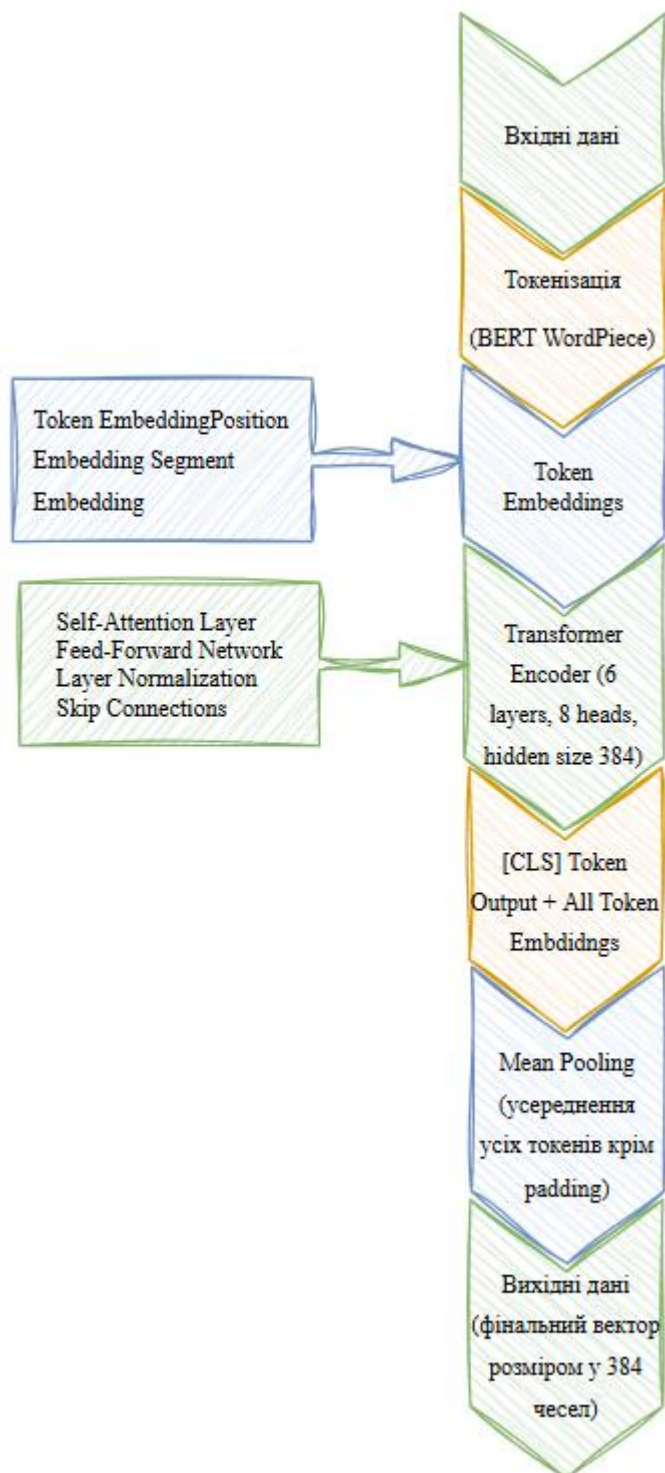 Вхідні дані
Токенізація
(BERT WordPiece)
Token EmbeddingPosition
Embedding Segment
Embedding
Token
Embeddings
Self-Attention Layer
Feed-Forward Network
Layer Normalization
Skip Connections
Transformer
Encoder (6
layers, 8 heads,
hidden size 384)
[CLS] Token
Output + All Token
Embdidngs
Mean Pooling
(усереднення
усіх токенів крім
padding)
Вихідні дані
(фінальний вектор
розміром у 384
чесел)